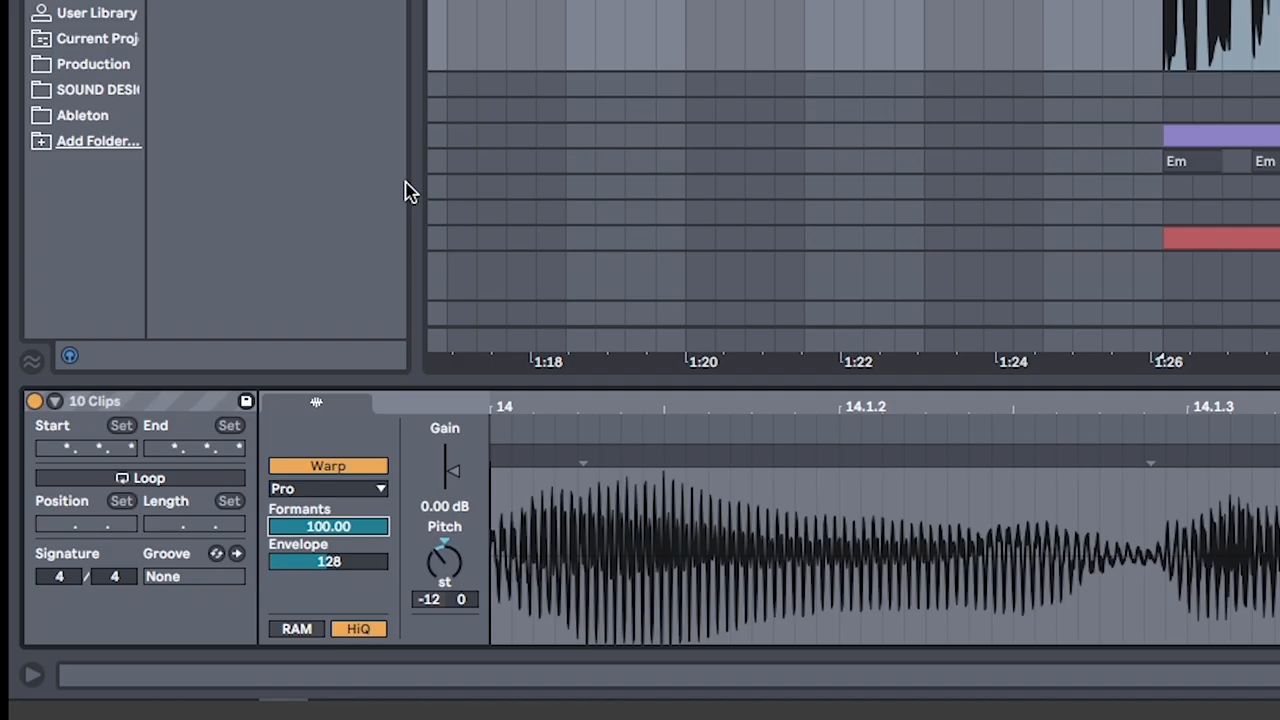 User Library
Current Proj
Production
SOUND DESI
Ableton
Add Folder...
Em Em
1:18 1:20 1:22 1:24 1:26
10 Clips
Start Set End Set
Loop
Position Set Length Set
Signature Groove
4 / 4 None
Warp
Pro
Formants
100.00
Envelope
128
RAM HiQ
Gain
0.00 dB
Pitch
st
-12 0
14 14.1.2 14.1.3